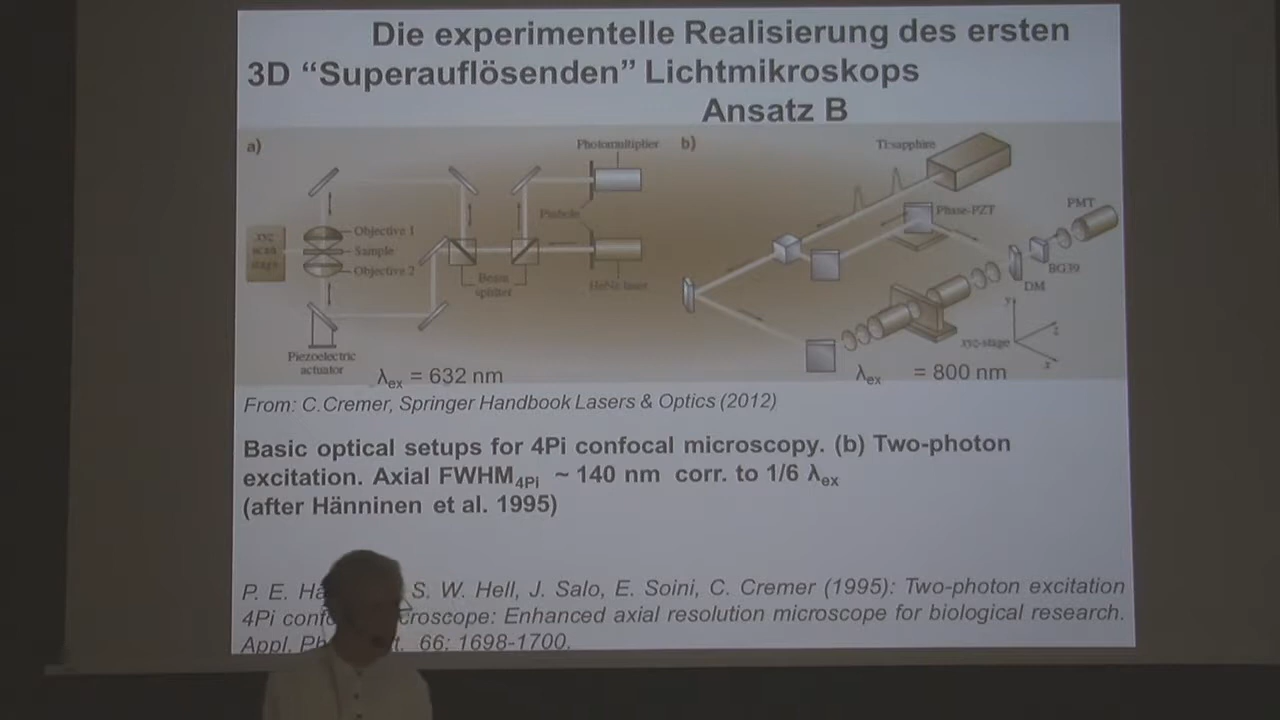 Die experimentelle Realisierung des ersten
3D “Superauflösenden” Lichtmikroskops
Ansatz B
a)
Photomultiplier
b)
Ti:sapphire
Pinhole
Phase-PZT
PMT
xyz
scan
stage
Objective 1
Sample
Objective 2
Beam
splitter
HeNe laser
BG39
DM
y
z
x
xyz-stage
Piezoelectric
actuator
λex = 632 nm
λex = 800 nm
From: C.Cremer, Springer Handbook Lasers & Optics (2012)
Basic optical setups for 4Pi confocal microscopy. (b) Two-photon
excitation. Axial FWHM4Pi ~ 140 nm corr. to 1/6 λex
(after Hänninen et al. 1995)
P. E. Hä S. W. Hell, J. Salo, E. Soini, C. Cremer (1995): Two-photon excitation
4Pi conf croscope: Enhanced axial resolution microscope for biological research.
Appl. Ph t. 66: 1698-1700.